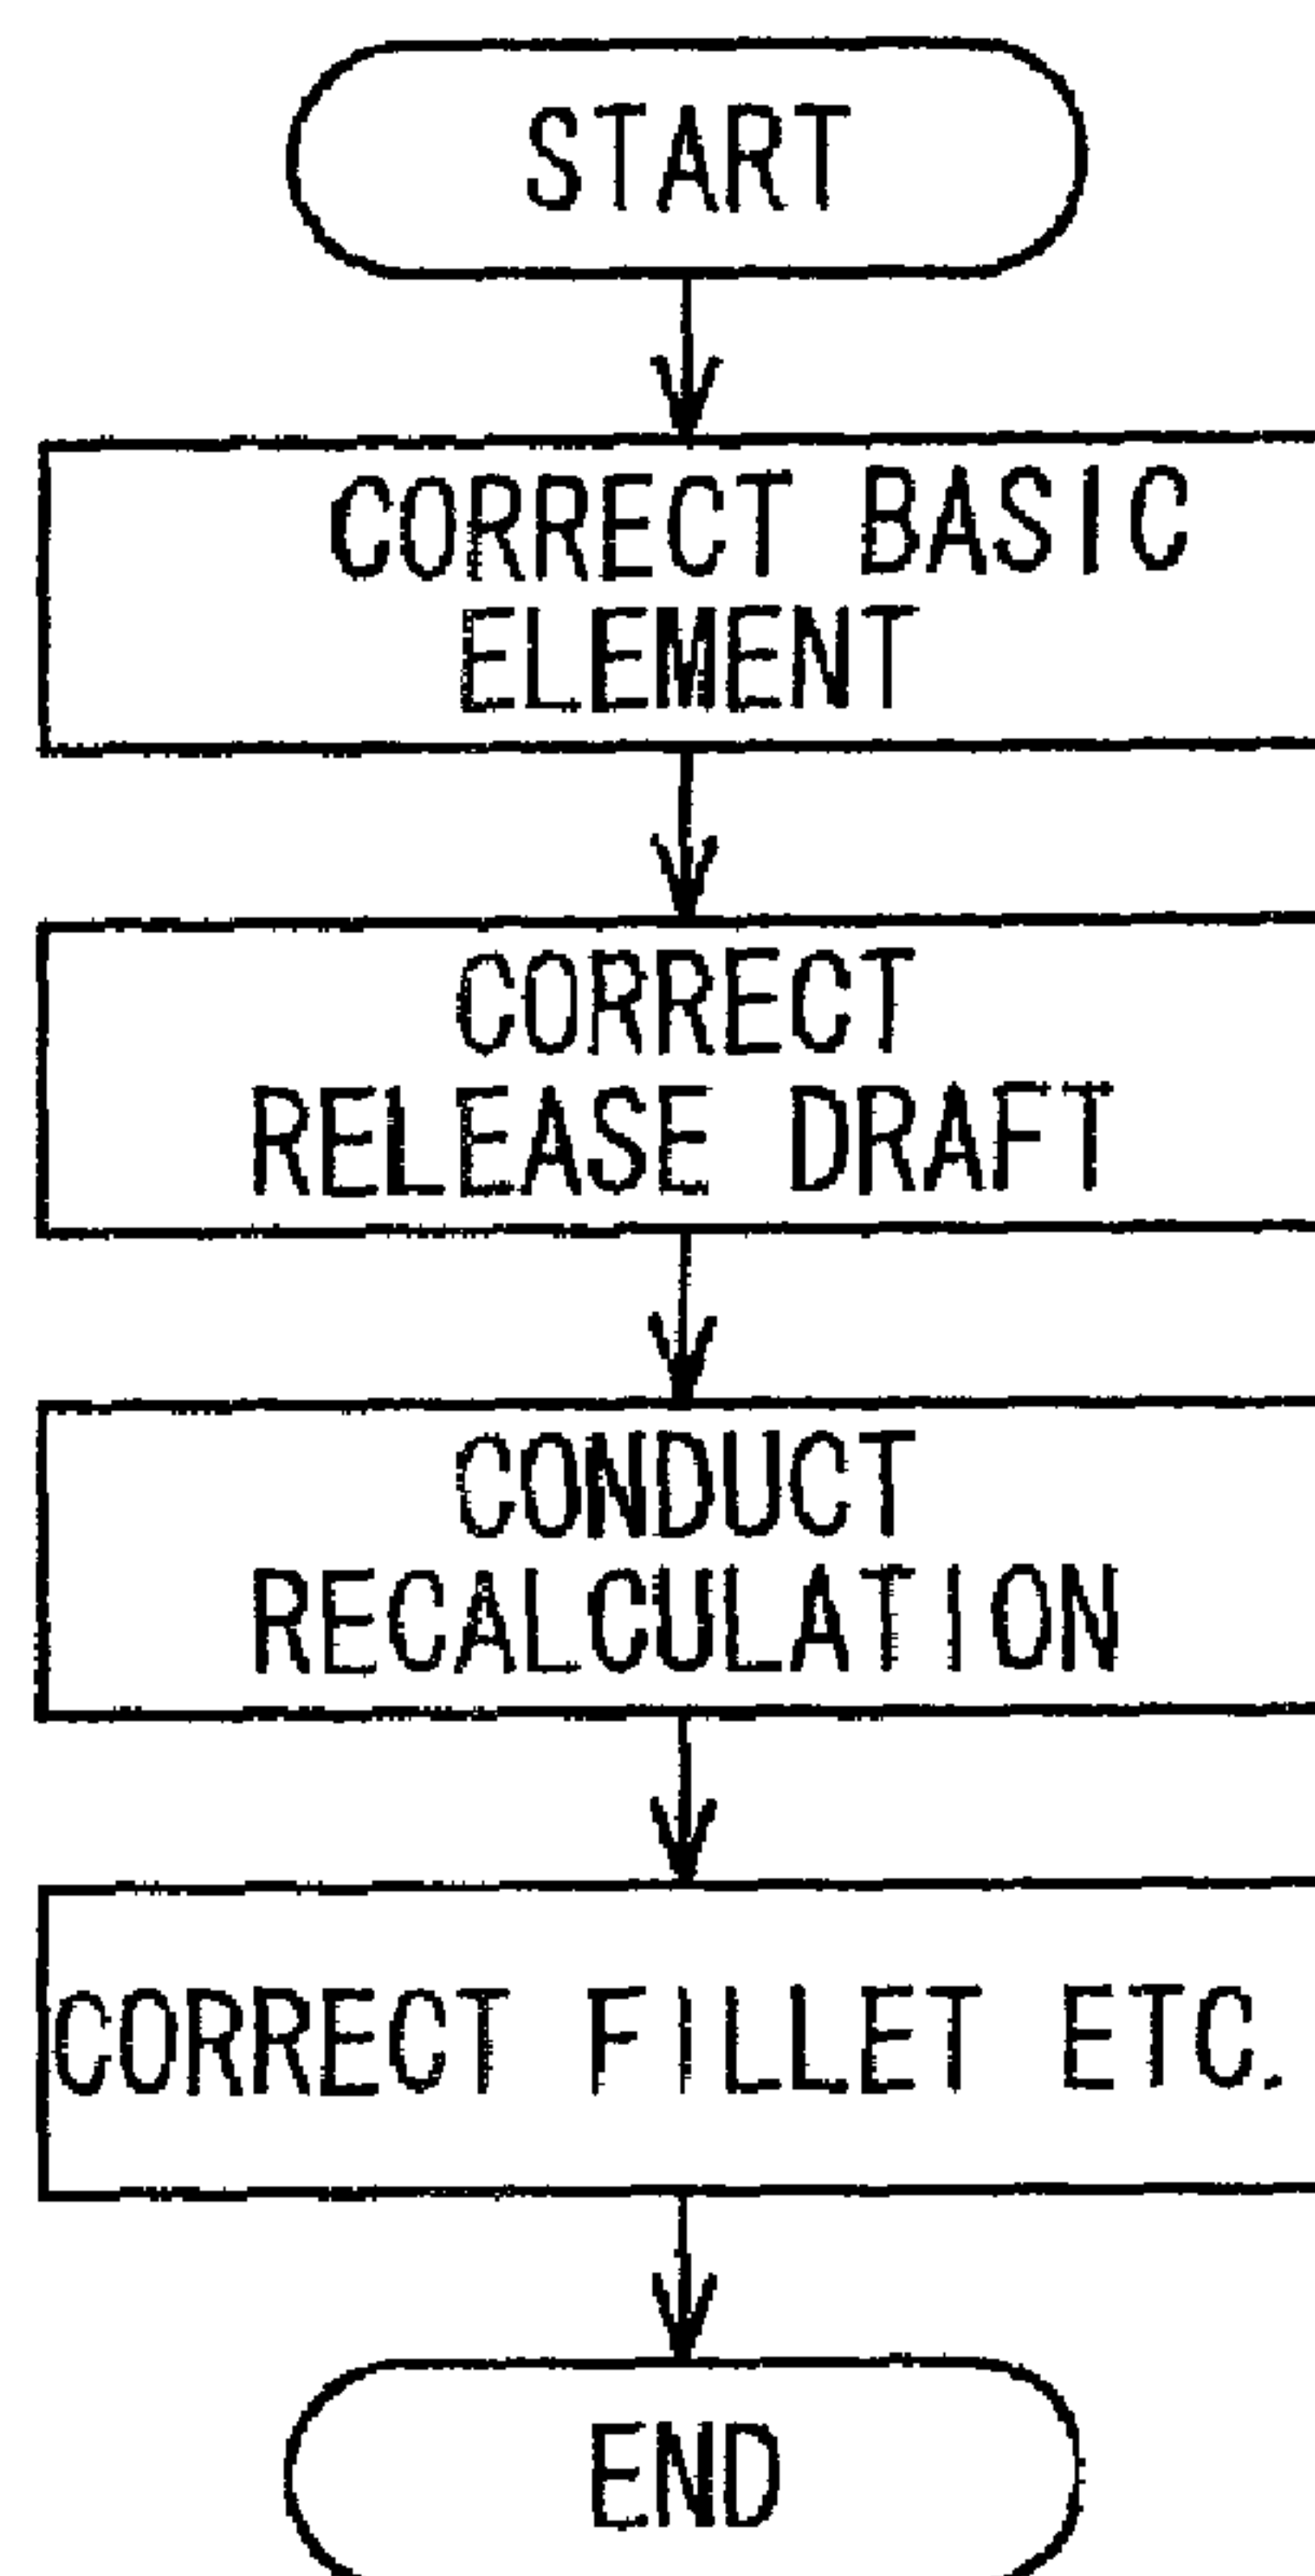 START
CORRECT BASIC
ELEMENT
CORRECT
RELEASE DRAFT
CONDUCT
RECALCULATION
CORRECT FILLET ETC.
END